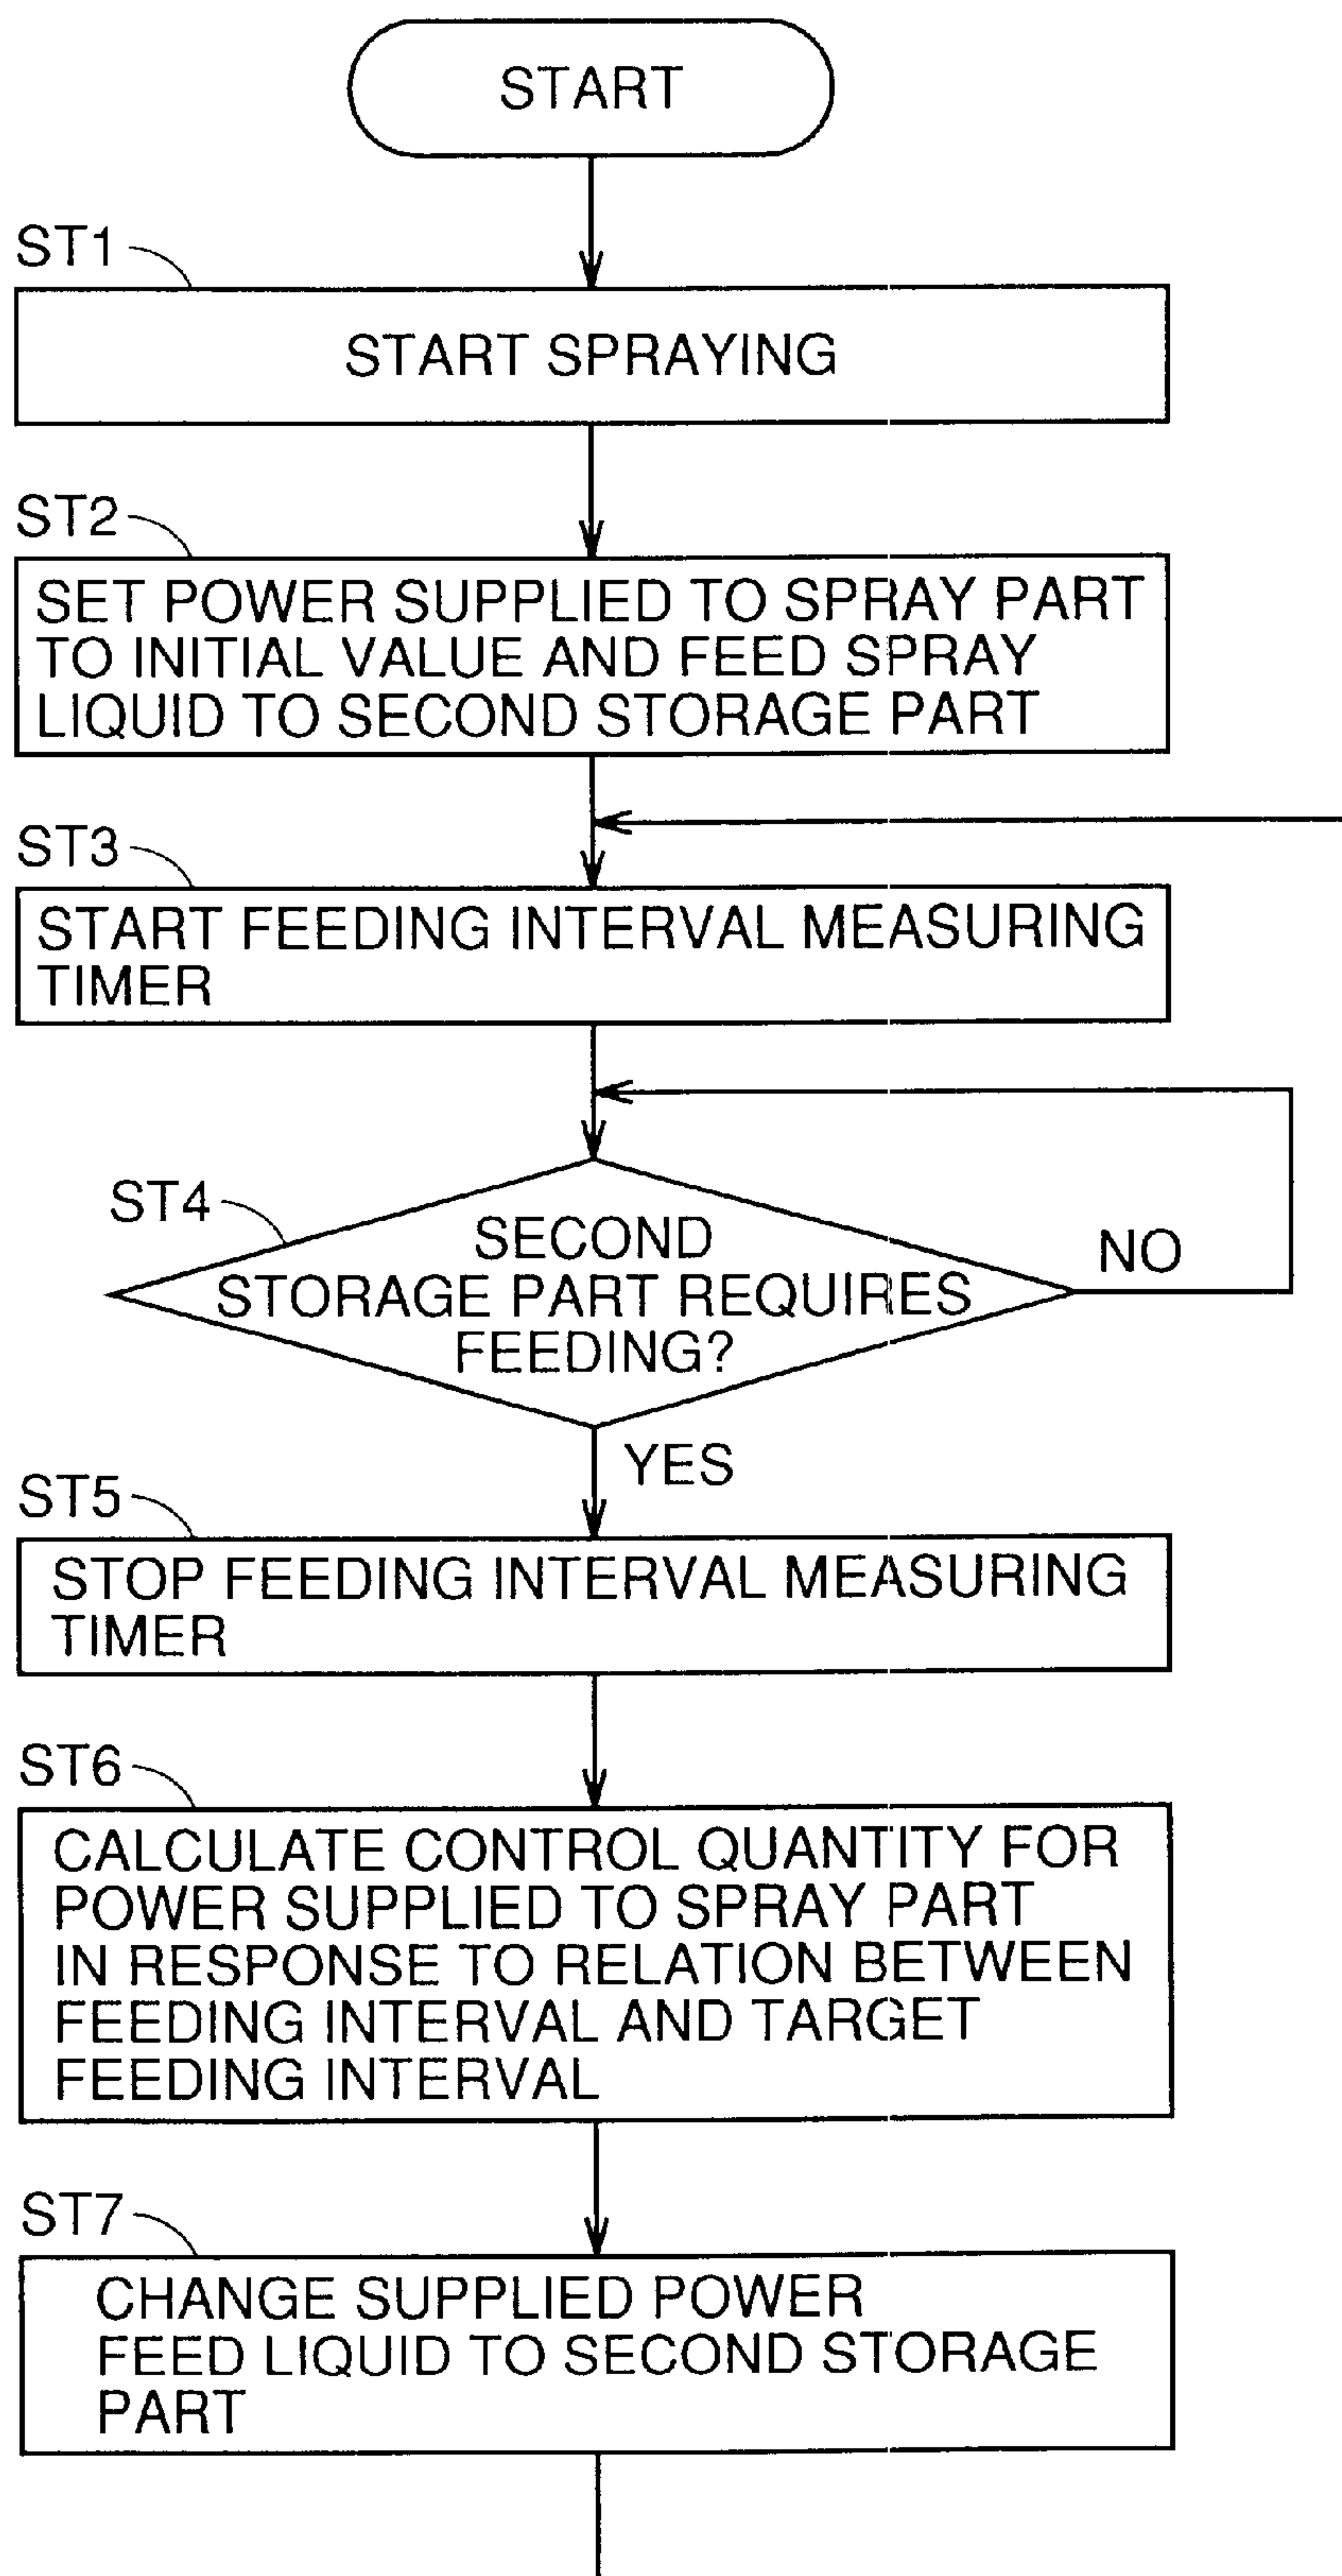 START
ST1
START SPRAYING
ST2
SET POWER SUPPLIED TO SPRAY PART
TO INITIAL VALUE AND FEED SPRAY
LIQUID TO SECOND STORAGE PART
ST3
START FEEDING INTERVAL MEASURING
TIMER
ST4
SECOND
STORAGE PART REQUIRES
FEEDING?
NO
YES
ST5
STOP FEEDING INTERVAL MEASURING
TIMER
ST6
CALCULATE CONTROL QUANTITY FOR
POWER SUPPLIED TO SPRAY PART
IN RESPONSE TO RELATION BETWEEN
FEEDING INTERVAL AND TARGET
FEEDING INTERVAL
ST7
CHANGE SUPPLIED POWER
FEED LIQUID TO SECOND STORAGE
PART